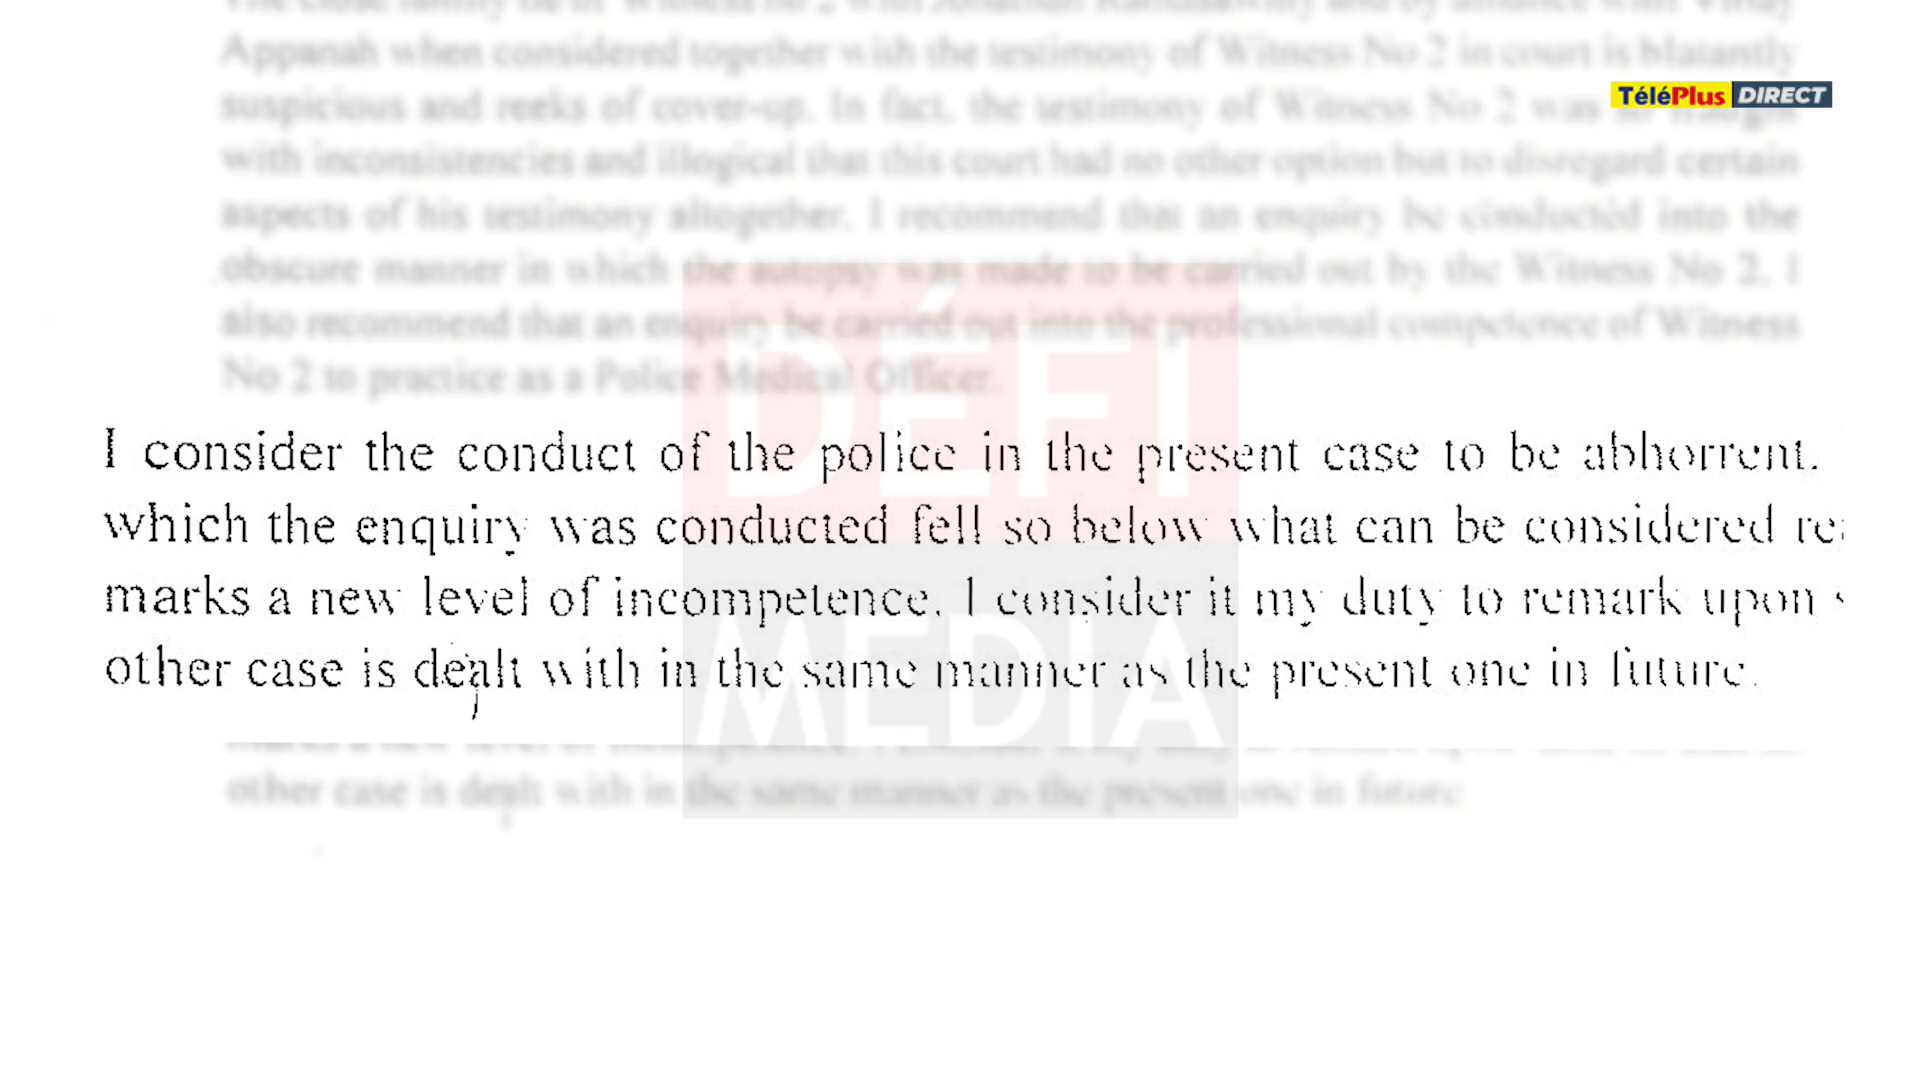 Appanah when considered together with the testimony of Witness No 2 in court is blatantly
TéléPlus DIRECT
suspicious and reeks of cover-up. In fact, the testimony of Witness No 2 was so fraught
with inconsistencies and illogical that this court had no other option but to disregard certain
aspects of his testimony altogether. I recommend that an enquiry be conducted into the
obscure manner in which the autopsy was made to be carried out by the Witness No 2. I
also recommend that an enquiry be carried out into the professional competence of Witness
No 2 to practice as a Police Medical Officer.
DÉFI
MEDIA
I consider the conduct of the police in the present case to be abhorrent.
which the enquiry was conducted fell so below what can be considered
marks a new level of incompetence. I consider it my duty to remark upon
other case is dealt with in the same manner as the present one in future.
other case is dealt with in the same manner as the present one in future